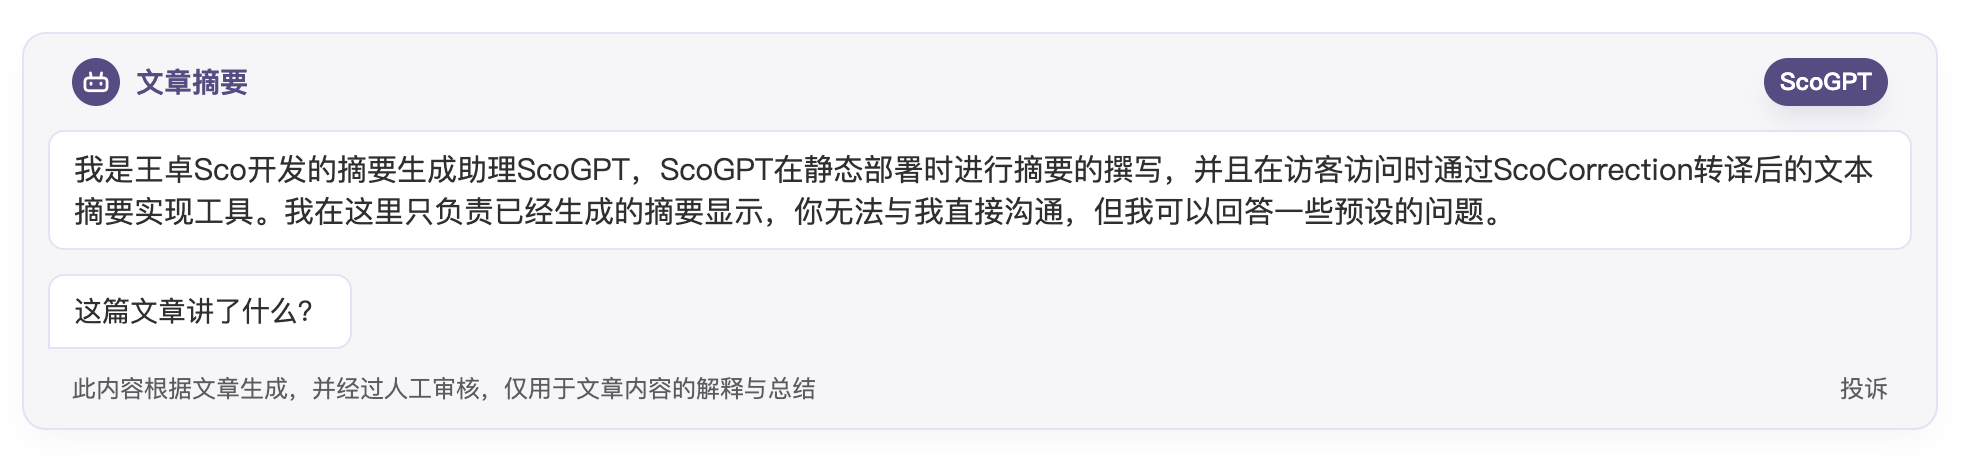 文章摘要
ScoGPT
我是王卓Sco开发的摘要生成助理ScoGPT，ScoGPT在静态部署时进行摘要的撰写，并且在访客访问时通过ScoCorrection转译后的文本
摘要实现工具。我在这里只负责已经生成的摘要显示，你无法与我直接沟通，但我可以回答一些预设的问题。
这篇文章讲了什么？
此内容根据文章生成，并经过人工审核，仅用于文章内容的解释与总结
投诉